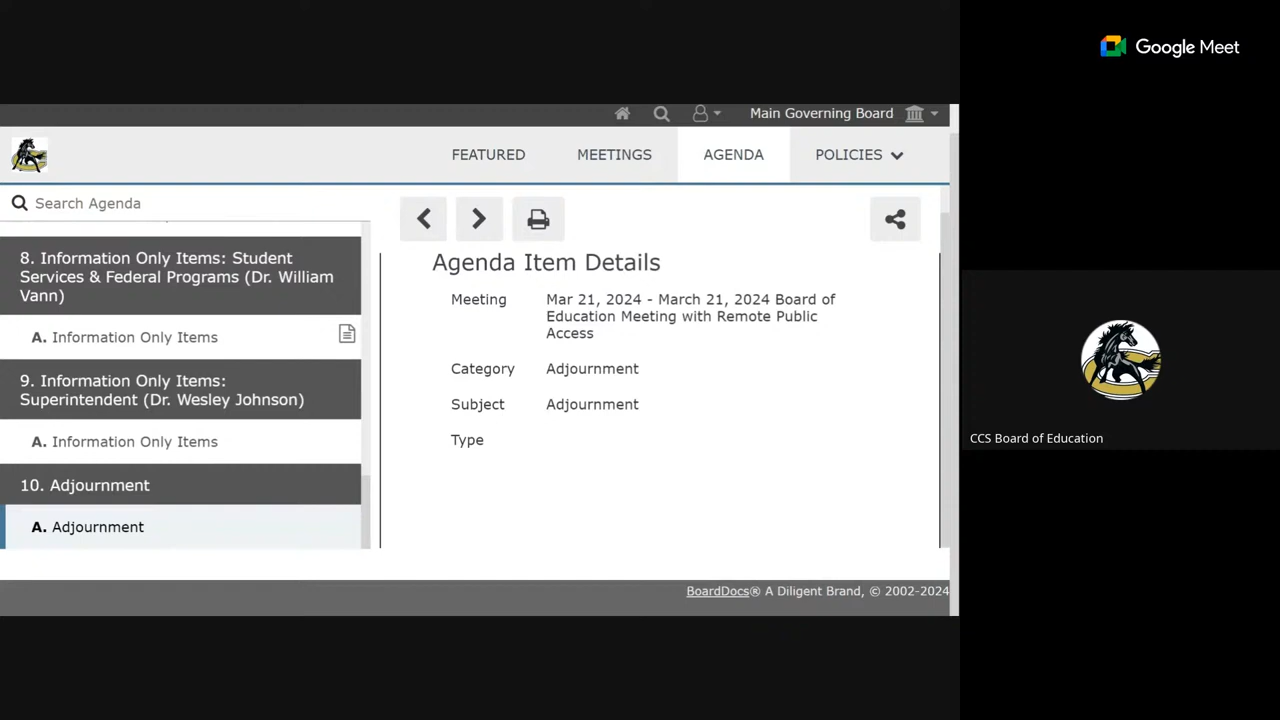 Google Meet
Main Governing Board
FEATURED
MEETINGS
AGENDA
POLICIES
Search Agenda
8. Information Only Items: Student
Services & Federal Programs (Dr. William
Vann)
A. Information Only Items
9. Information Only Items:
Superintendent (Dr. Wesley Johnson)
A. Information Only Items
10. Adjournment
A. Adjournment
Agenda Item Details
Meeting
Mar 21, 2024 - March 21, 2024 Board of
Education Meeting with Remote Public
Access
Category
Adjournment
Subject
Adjournment
Type
BoardDocs® A Diligent Brand, © 2002-2024
CCS Board of Education